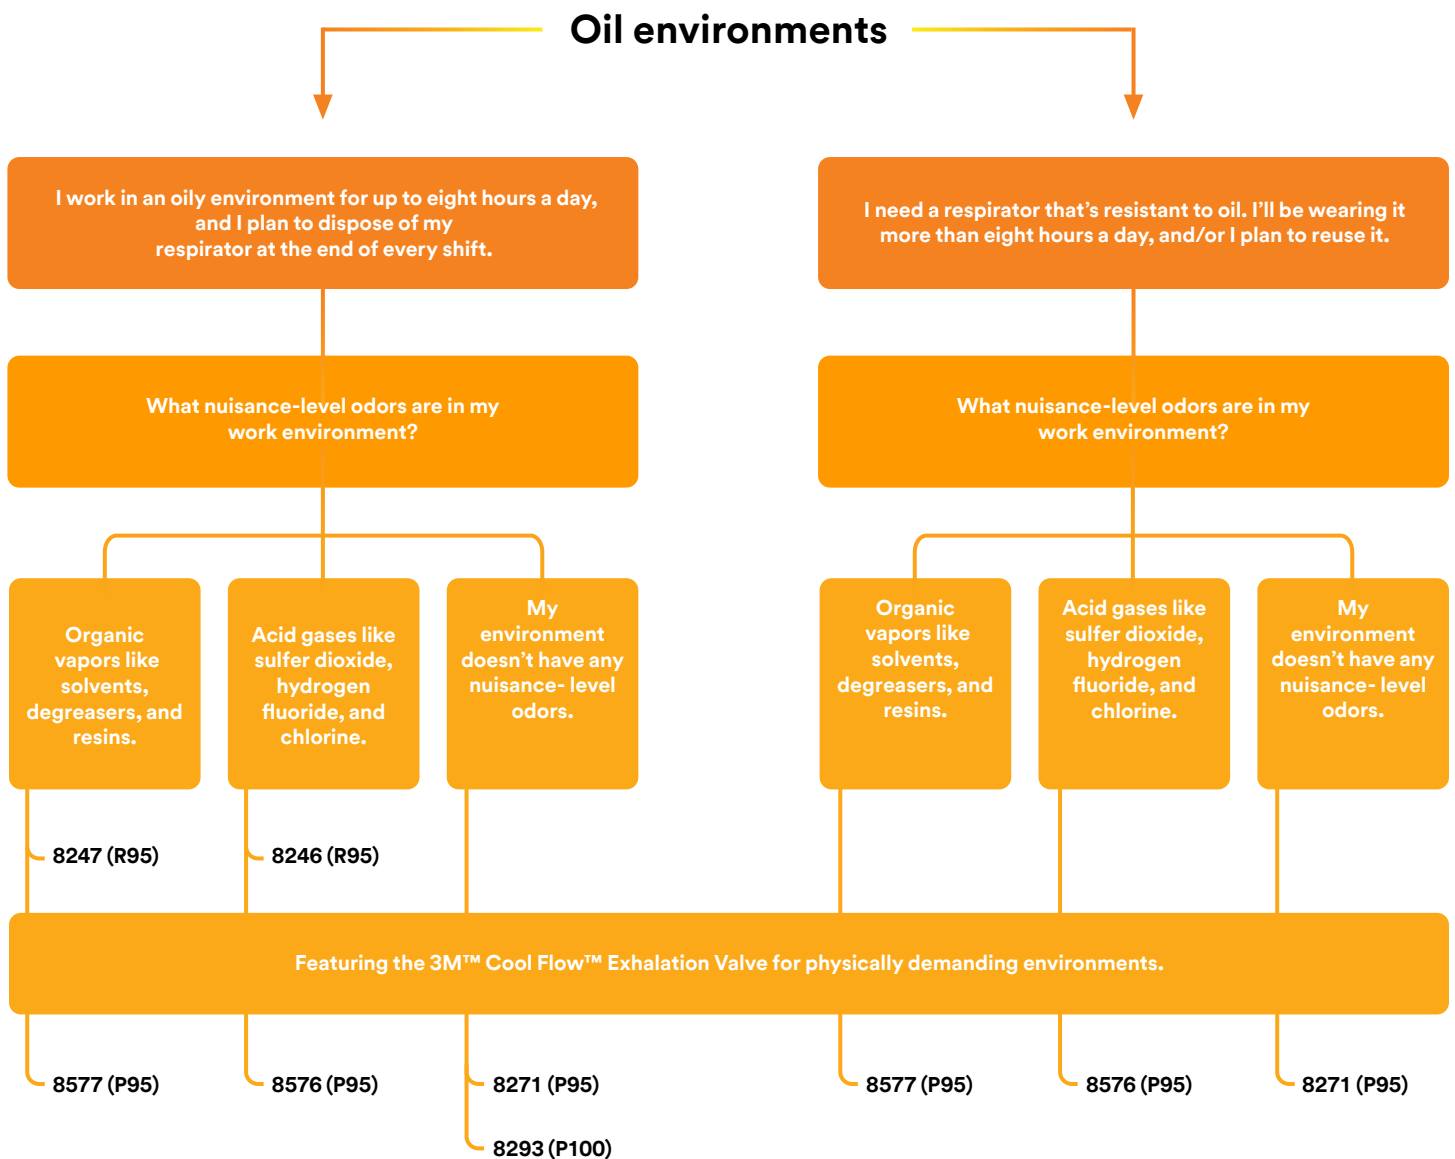 Oil environments
I work in an oily environment for up to eight hours a day,
and I plan to dispose of my
respirator at the end of every shift.
I need a respirator that's resistant to oil. I'll be wearing it
more than eight hours a day, and/or I plan to reuse it.
What nuisance-level odors are in my
work environment?
What nuisance-level odors are in my
work environment?
Organic
vapors like
solvents,
degreasers, and
resins.
Acid gases like
sulfer dioxide,
hydrogen
fluoride, and
chlorine.
My
environment
doesn't have any
nuisance- level
odors.
Organic
vapors like
solvents,
degreasers, and
resins.
Acid gases like
sulfer dioxide,
hydrogen
fluoride, and
chlorine.
My
environment
doesn't have any
nuisance- level
odors.
8247 (R95)
8246 (R95)
Featuring the 3M™ Cool Flow™ Exhalation Valve for physically demanding environments.
8577 (P95)
8576 (P95)
8271 (P95)
8293 (P100)
8577 (P95)
8576 (P95)
8271 (P95)